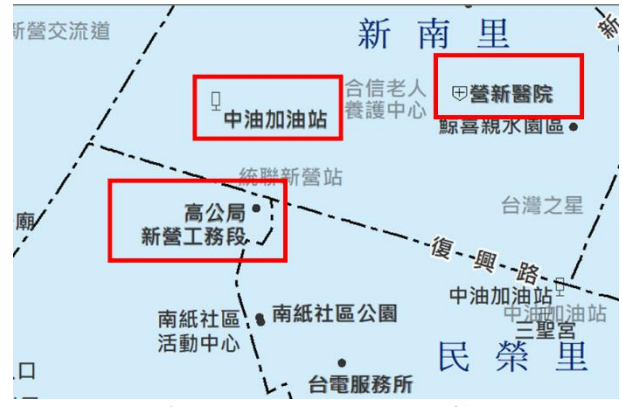 新營交流道
新南里
新
合信老人
養護中心
營新醫院
中油加油站
鯨喜親水園區
統聯新營站
台灣之星
廟
高公局
新營工務段
復興路
中油加油站
中油加油站
三聖宮
南紙社區
活動中心
南紙社區公園
民榮里
口
台電服務所